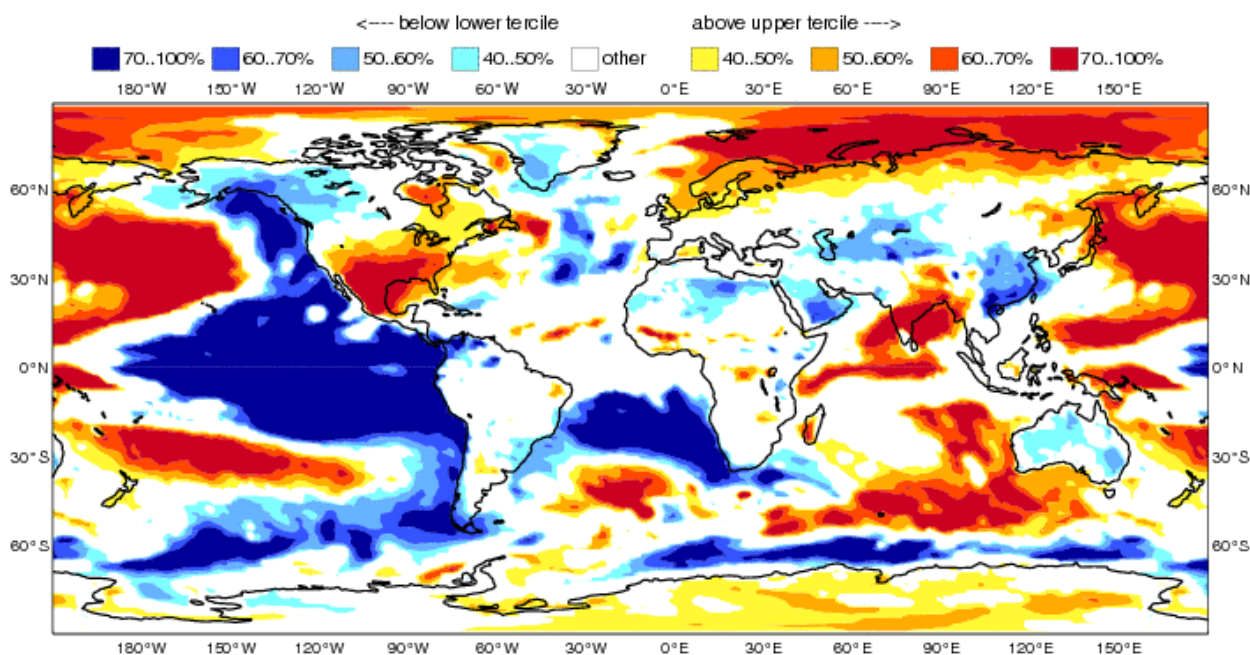 <---- below lower tercile above upper tercile ---->
70..100% 60..70% 50..60% 40..50% other 40..50% 50..60% 60..70% 70..100%
180°W 150°W 120°W 90°W 60°W 30°W 0°E 30°E 60°E 90°E 120°E 150°E
60°N 60°N
30°N 30°N
0°N 0°N
30°S 30°S
60°S 60°S
180°W 150°W 120°W 90°W 60°W 30°W 0°E 30°E 60°E 90°E 120°E 150°E